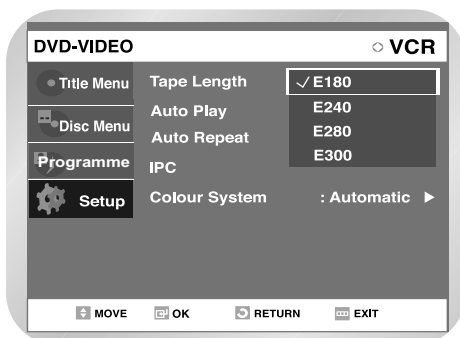 DVD-VIDEO VCR
Title Menu Tape Length ✓ E180
Disc Menu Auto Play E240
Auto Repeat E280
Programme IPC E300
Setup Colour System : Automatic ►
MOVE OK RETURN EXIT